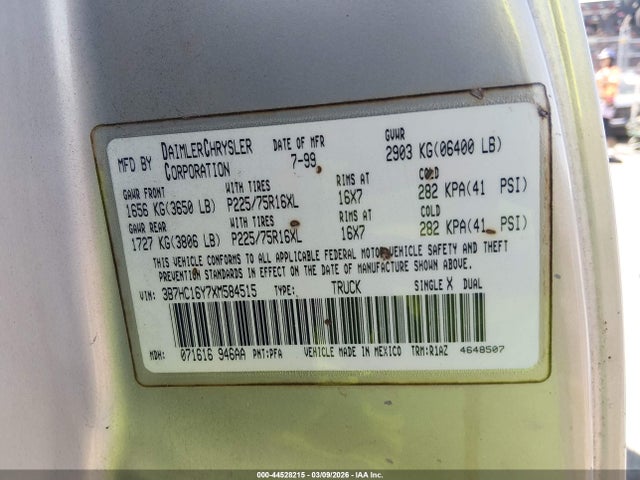 MFD BY DAIMLERCHRYSLER CORPORATION DATE OF MFR 7-99 GVWR 2903 KG(06400 LB)
GAWR FRONT WITH TIRES RIMS AT COLD
1656 KG(3650 LB) P225/75R16XL 16X7 282 KPA(41 PSI)
GAWR REAR WITH TIRES RIMS AT COLD
1727 KG(3806 LB) P225/75R16XL 16X7 282 KPA(41 PSI)
THIS VEHICLE CONFORMS TO ALL APPLICABLE FEDERAL MOTOR VEHICLE SAFETY AND THEFT
PREVENTION STANDARDS IN EFFECT ON THE DATE OF MANUFACTURE SHOWN ABOVE.
VIN: 3B7HC16Y7XM584515 TYPE: TRUCK SINGLE X DUAL
MDH: 071616 946AA PNT:PFA VEHICLE MADE IN MEXICO TRM:R1AZ 4648507
000-44528215 - 03/09/2026 - IAAI.COM